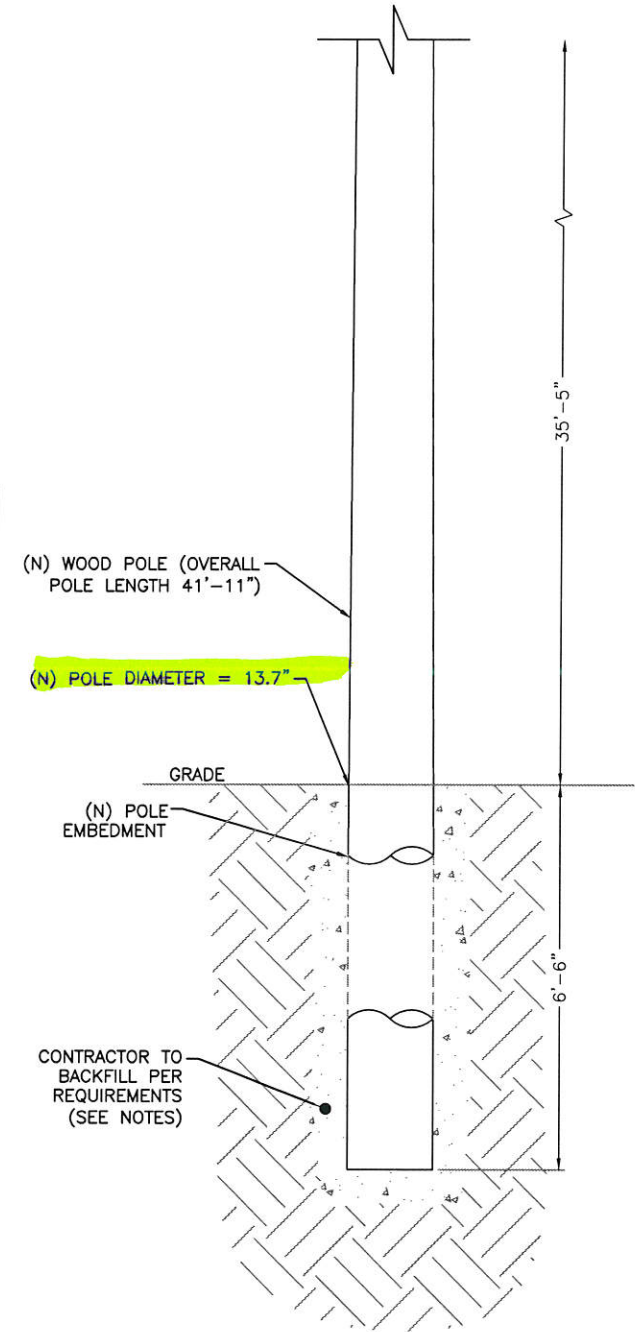 35'-5"
(N) WOOD POLE (OVERALL
POLE LENGTH 41'-11")
(N) POLE DIAMETER = 13.7"
GRADE
(N) POLE
EMBEDMENT
6'-6"
CONTRACTOR TO
BACKFILL PER
REQUIREMENTS
(SEE NOTES)